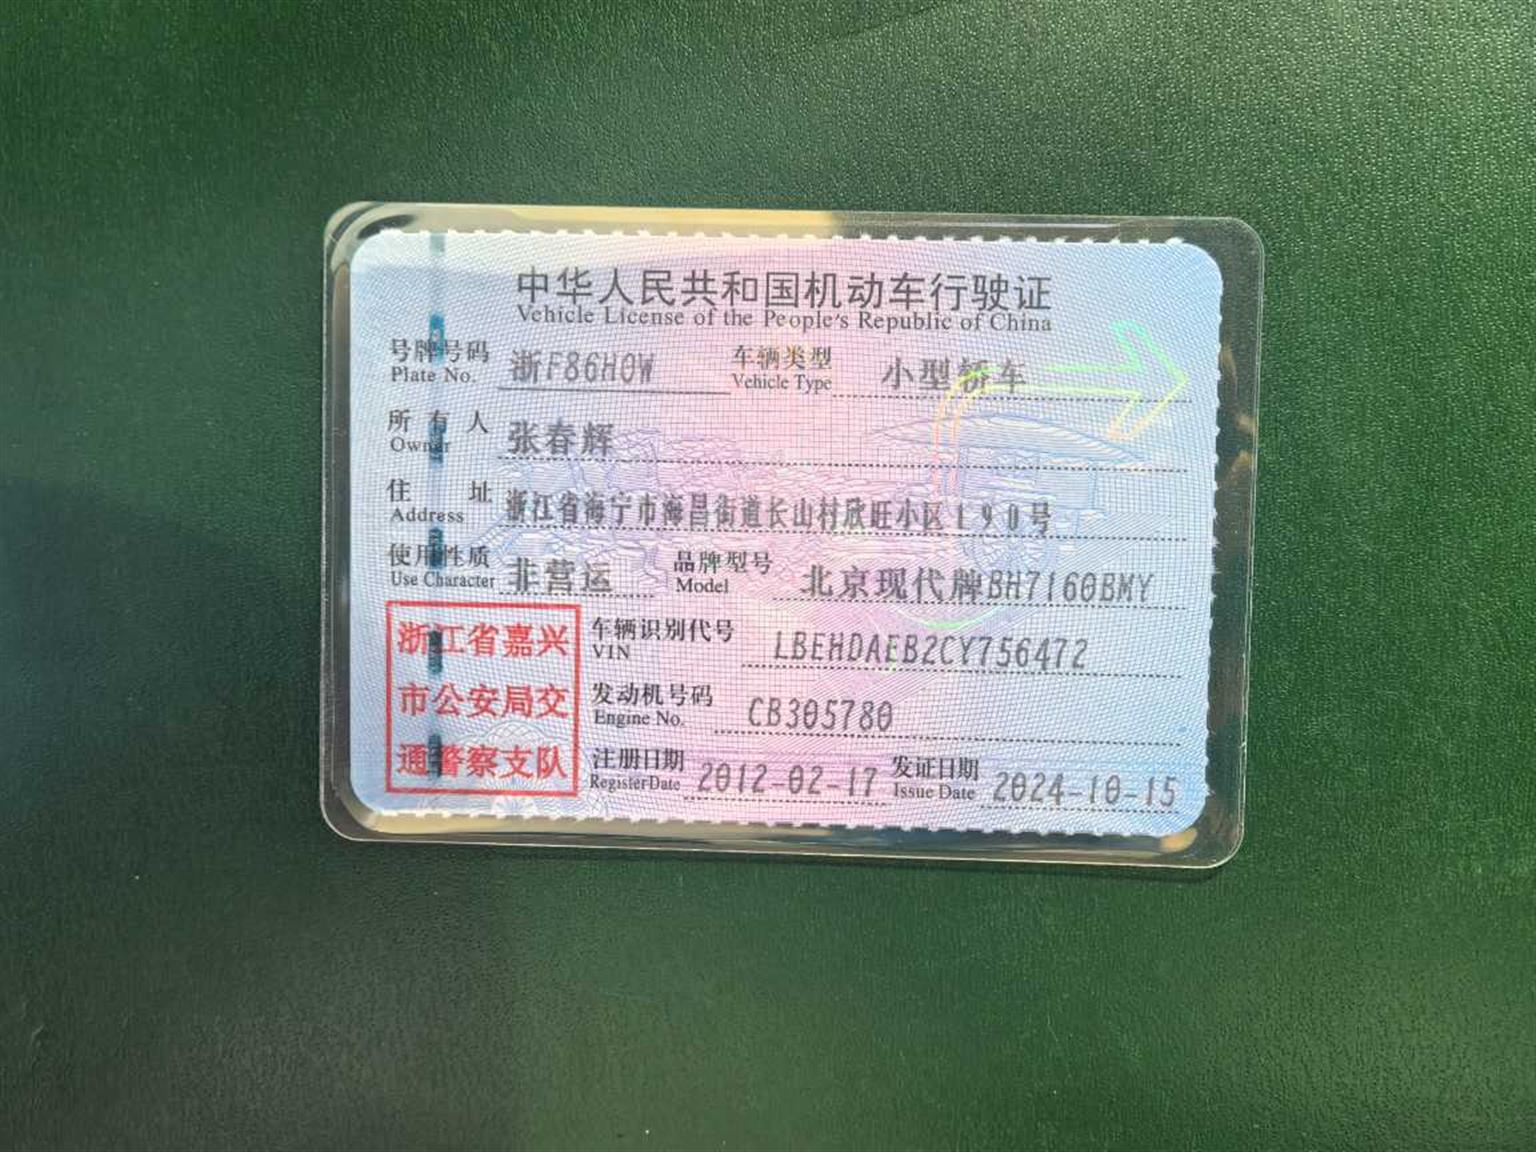 中华人民共和国机动车行驶证
Vehicle License of the People's Republic of China
号牌号码 浙F86H0W 车辆类型 小型轿车
Plate No. Vehicle Type
所有人 张春辉
Owner
住址 浙江省海宁市海昌街道长山村欣旺小区190号
Address
使用性质 非营运 品牌型号 北京现代牌BH7160BMY
Use Character Model
浙江省嘉兴
市公安局交
通警察支队
车辆识别代号 LBEHDAEB2CY756472
VIN
发动机号码 CB305780
Engine No.
注册日期 2012-02-17 发证日期 2024-10-15
Register Date Issue Date